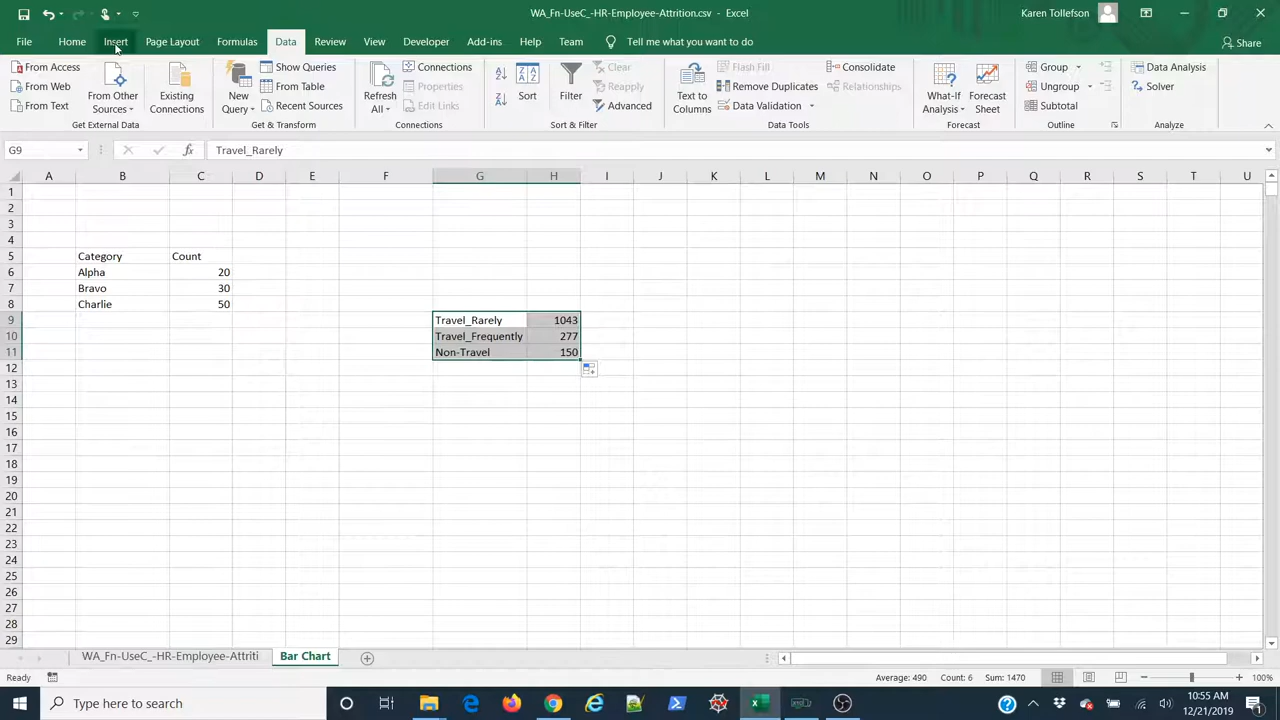 WA_Fn-UseC_-HR-Employee-Attrition.csv - Excel
Karen Tollefson
File Home Insert Page Layout Formulas Data Review View Developer Add-ins Help Team Tell me what you want to do Share
From Access
From Web
From Text
From Other Sources
Existing Connections
Get External Data
New Query
Show Queries
From Table
Recent Sources
Get & Transform
Refresh All
Connections
Properties
Edit Links
Connections
Sort
Filter
Clear
Reapply
Advanced
Sort & Filter
Text to Columns
Flash Fill
Remove Duplicates
Data Validation
Consolidate
Relationships
Data Tools
What-If Analysis
Forecast Sheet
Forecast
Group
Ungroup
Subtotal
Outline
Data Analysis
Solver
Analyze
G9 fx Travel_Rarely
A B C D E F G H I J K L M N O P Q R S T U
1
2
3
4
5 Category Count
6 Alpha 20
7 Bravo 30
8 Charlie 50
9 Travel_Rarely 1043
10 Travel_Frequently 277
11 Non-Travel 150
12
13
14
15
16
17
18
19
20
21
22
23
24
25
26
27
28
29
WA_Fn-UseC_-HR-Employee-Attriti Bar Chart
Ready Average: 490 Count: 6 Sum: 1470 100%
Type here to search
10:55 AM
12/21/2019